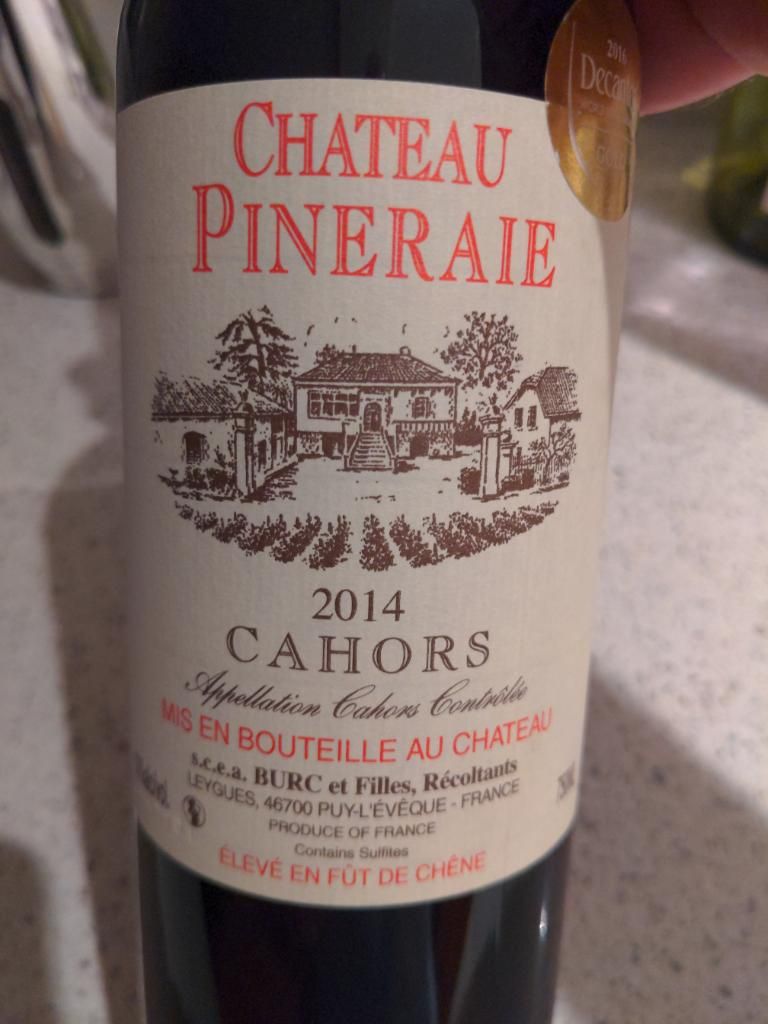 2016
GOLD
CHATEAU
PINERAIE
2014
CAHORS
Appellation Cahors Contrôlée
MIS EN BOUTEILLE AU CHATEAU
s.c.e.a. BURC et Filles, Récoltants
LEYGUES, 46700 PUY-L'ÉVÊQUE - FRANCE
PRODUCE OF FRANCE
Contains Sulfites
ÉLEVÉ EN FÛT DE CHÊNE